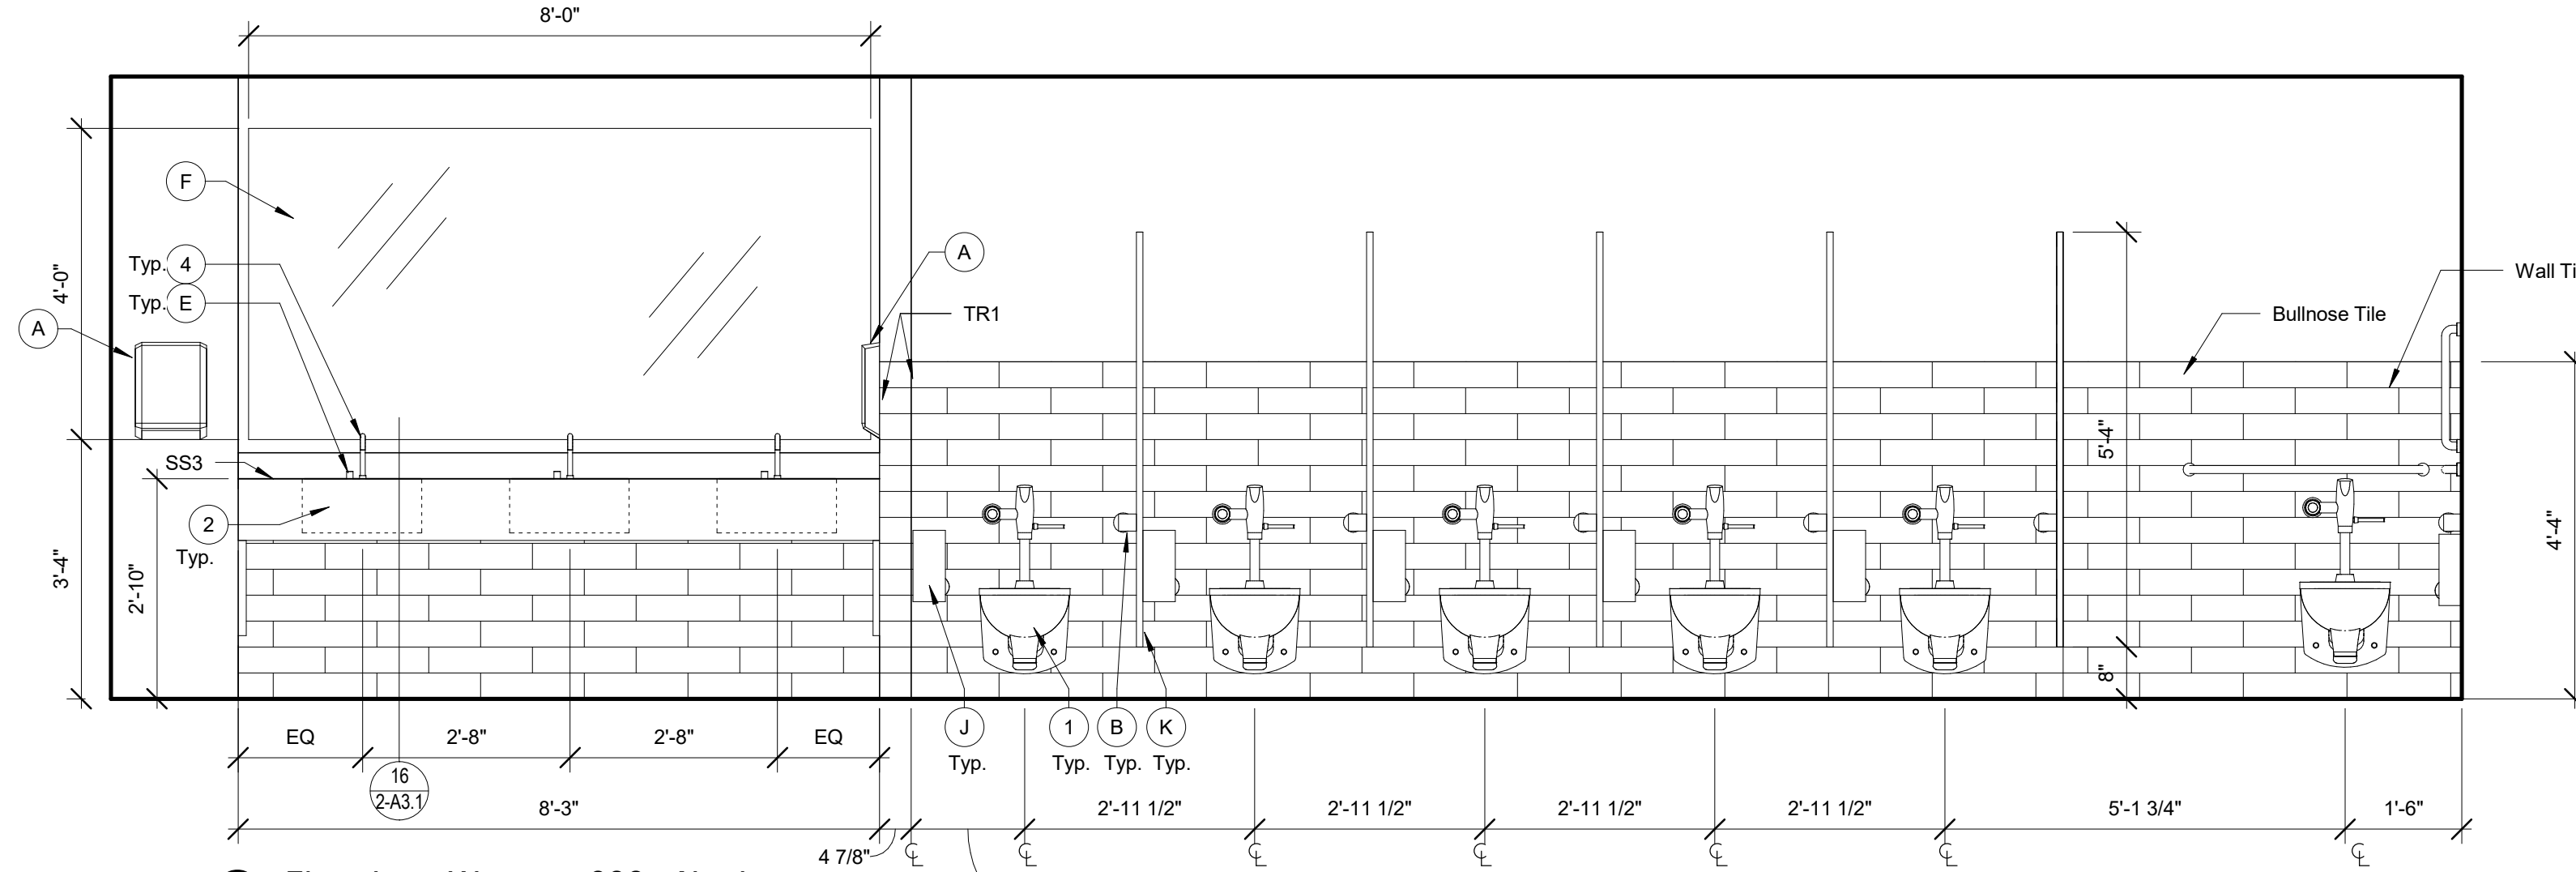 8'-0"
F
4'-0"
Typ. 4
Typ. E
A
A
TR1
Wall Ti
Bullnose Tile
SS3
5'-4"
2
Typ.
3'-4"
2'-10"
4'-4"
8"
EQ
2'-8"
2'-8"
EQ
J
Typ.
1
Typ.
B
Typ.
K
Typ.
16
2-A3.1
8'-3"
2'-11 1/2"
2'-11 1/2"
2'-11 1/2"
2'-11 1/2"
5'-1 3/4"
1'-6"
4 7/8"